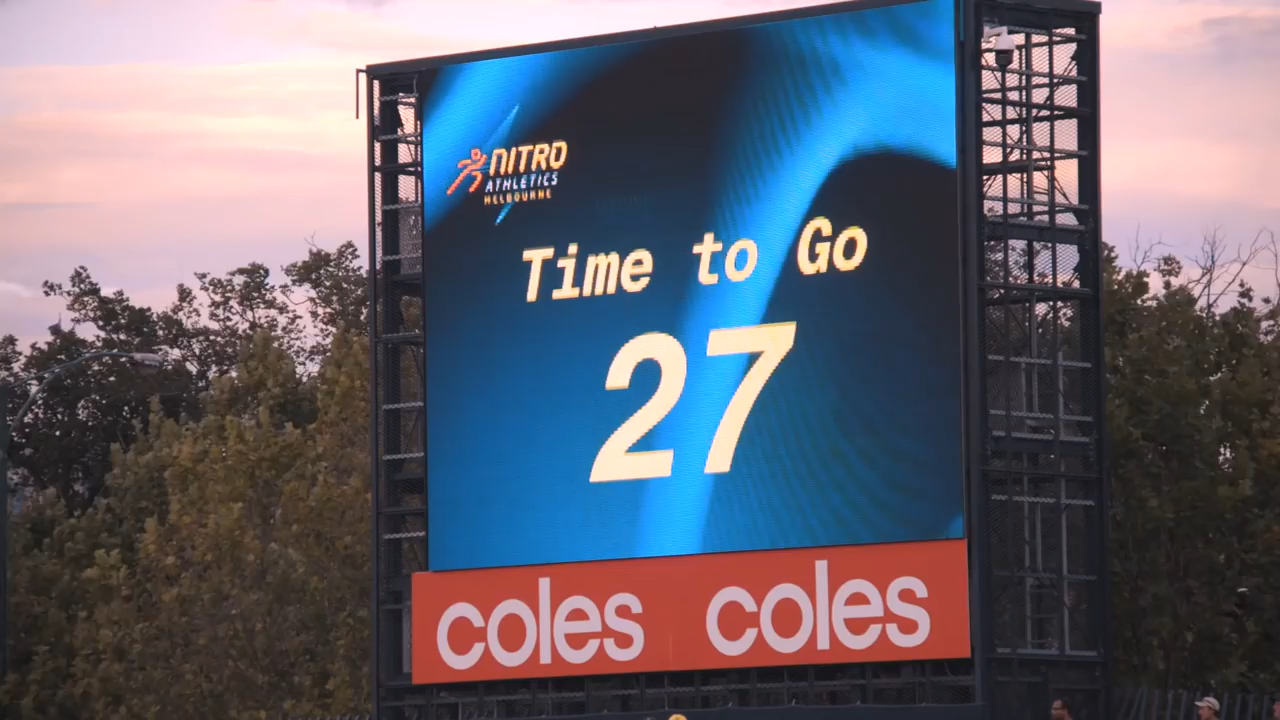 NITRO
ATHLETICS
MELBOURNE
Time to Go
27
coles coles